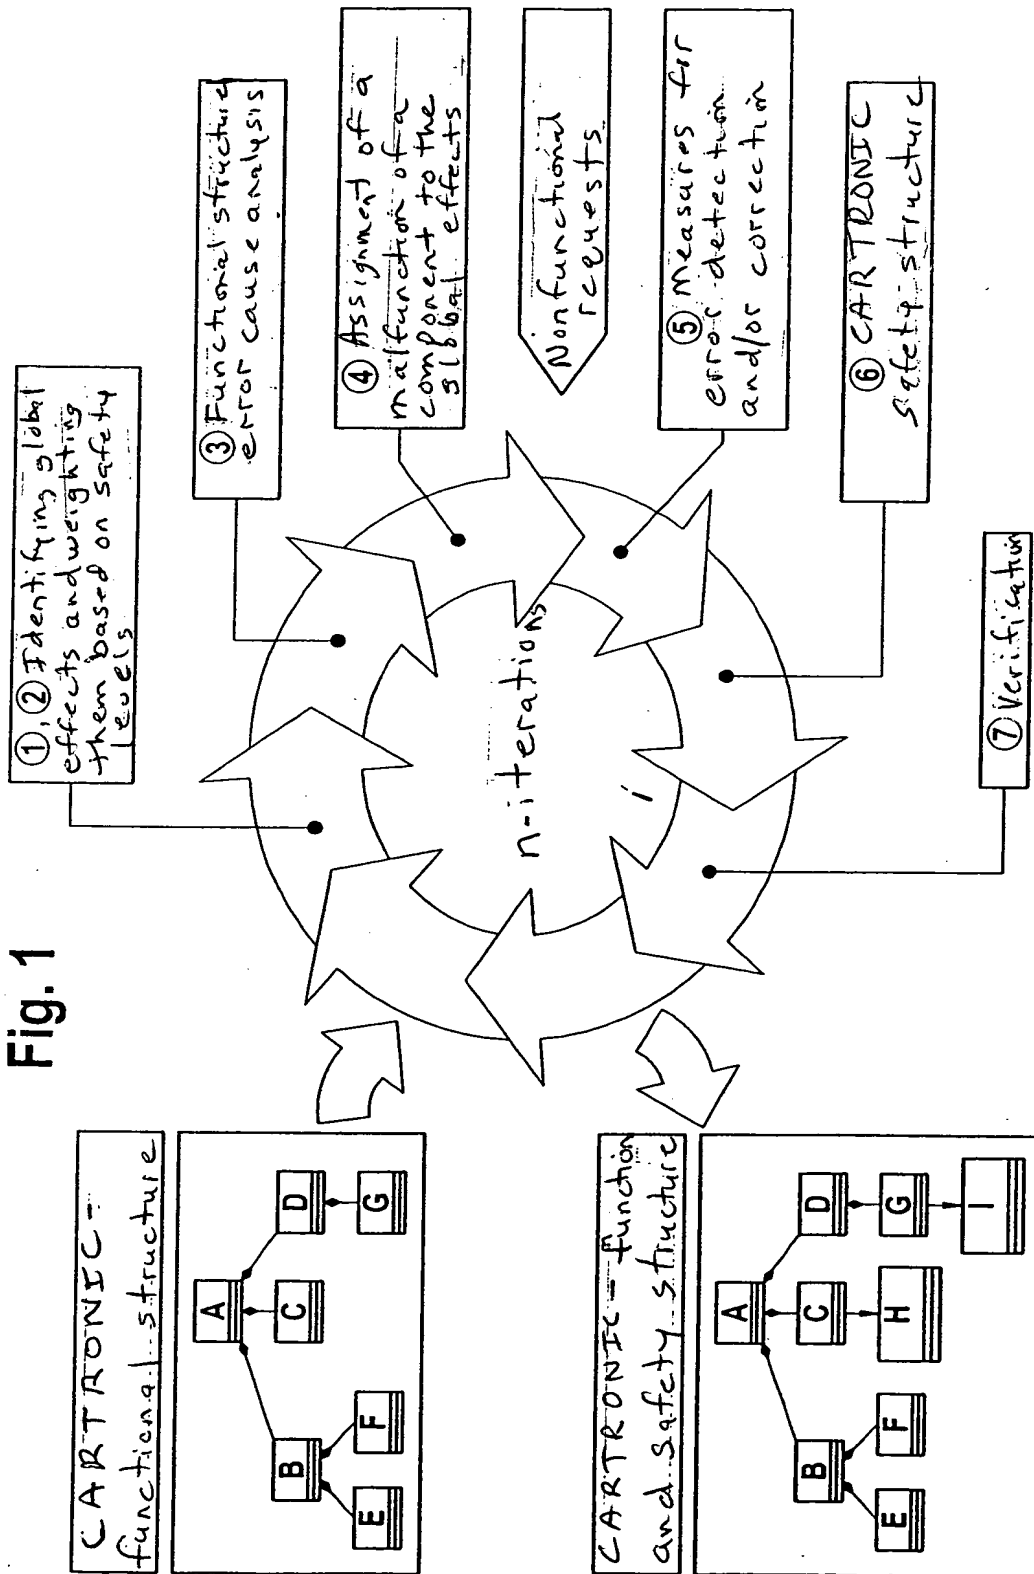 Fig. 1
CARTRONIC-
functional structure
A
B
C
D
E
F
G
①,② Identifying global
effects and weighting
them based on safety
levels
③ Functional structure
error cause analysis
④ Assignment of a
malfunction of a
component to the
global effects
Nonfunctional
requests
⑤ Measures for
error detection
and/or correction
⑥ CARTRONIC
safety structure
⑦ Verification
n-iterations
CARTRONIC-function
and safety structure
A
B
C
D
E
F
H
G
I